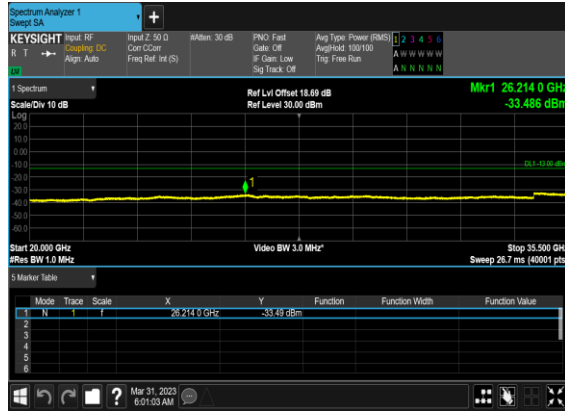 Spectrum Analyzer 1
Swept SA
+
KEYSIGHT Input: RF Input Z: 50 Ω #Atten: 30 dB PNO: Fast Avg Type: Power (RMS) 1 2 3 4 5 6
R T Coupling: DC Corr CCorr Gate: Off Avg|Hold: 100/100 A W W W W W
Align: Auto Freq Ref: Int (S) IF Gain: Low Trig: Free Run
Sig Track: Off A N N N N N
1 Spectrum Ref Lvl Offset 18.69 dB Mkr1 26.214 0 GHz
Scale/Div 10 dB Ref Level 30.00 dBm -33.486 dBm
Log
20.0
10.0
0.00
-10.0 DL1 -13.00 dBm
-20.0 1
-30.0
-40.0
-50.0
-60.0
Start 20.000 GHz Video BW 3.0 MHz* Stop 35.500 GHz
#Res BW 1.0 MHz Sweep 26.7 ms (40001 pts)
5 Marker Table
Mode Trace Scale X Y Function Function Width Function Value
1 N 1 f 26.214 0 GHz -33.49 dBm
2
3
4
5
6
? Mar 31, 2023
6:01:03 AM